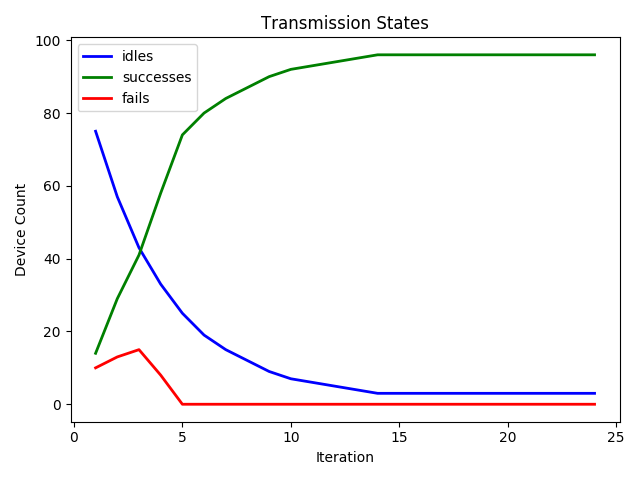 Transmission States
100
80
60
40
20
0
Device Count
idles
successes
fails
0 5 10 15 20 25
Iteration